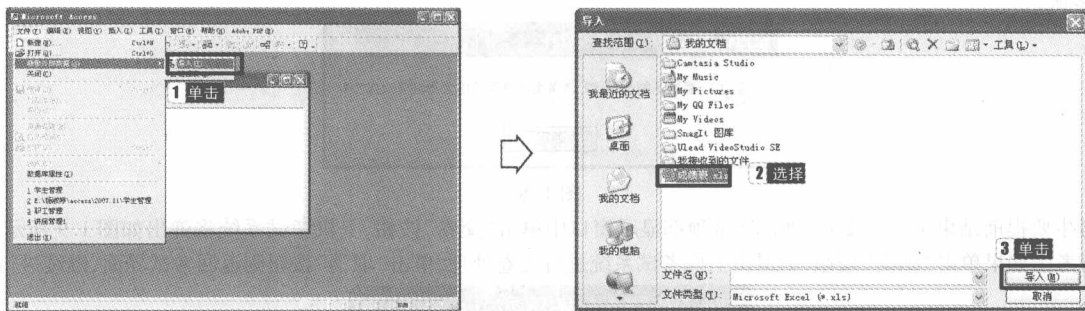 Microsoft Access
文件(F) 编辑(E) 视图(V) 插入(I) 工具(T) 窗口(W) 帮助(H) Adobe PDF(B)
新建(N)... Ctrl+N
打开(O)... Ctrl+O
获取外部数据(G)
导入(I)...
关闭(C)
1 单击
数据库属性(I)
1 学生管理
3 职工管理
退出(X)
就绪
导入
查找范围(I):
我的文档
工具(L)
Camtasia Studio
My Music
My Pictures
My QQ Files
My Videos
SnagIt 图库
Ulead VideoStudio SE
我接收到的文件
成绩表.xls
2 选择
我最近的文档
桌面
我的文档
我的电脑
3 单击
文件名(N):
导入(M)
文件类型(T):
Microsoft Excel (*.xls)
取消